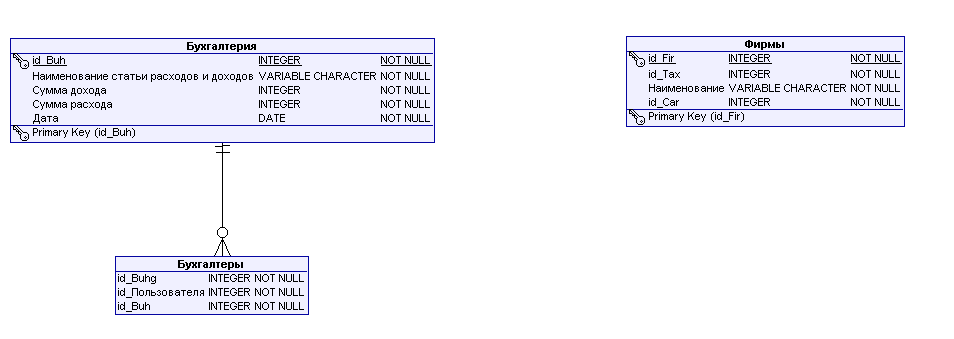 Бухгалтерия
id_Buh INTEGER NOT NULL
Наименование статьи расходов и доходов VARIABLE CHARACTER NOT NULL
Сумма дохода INTEGER NOT NULL
Сумма расхода INTEGER NOT NULL
Дата DATE NOT NULL
Primary Key (id_Buh)
Фирмы
id_Fir INTEGER NOT NULL
id_Tax INTEGER NOT NULL
Наименование VARIABLE CHARACTER NOT NULL
id_Car INTEGER NOT NULL
Primary Key (id_Fir)
Бухгалтеры
id_Buhg INTEGER NOT NULL
id_Пользователя INTEGER NOT NULL
id_Buh INTEGER NOT NULL